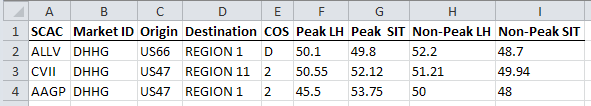 A B C D E F G H I
1 SCAC Market ID Origin Destination COS Peak LH Peak SIT Non-Peak LH Non-Peak SIT
2 ALLV DHHG US66 REGION 1 D 50.1 49.8 52.2 48.7
3 CVII DHHG US47 REGION 11 2 50.55 52.12 51.21 49.94
4 AAGP DHHG US47 REGION 1 2 45.5 53.75 50 48